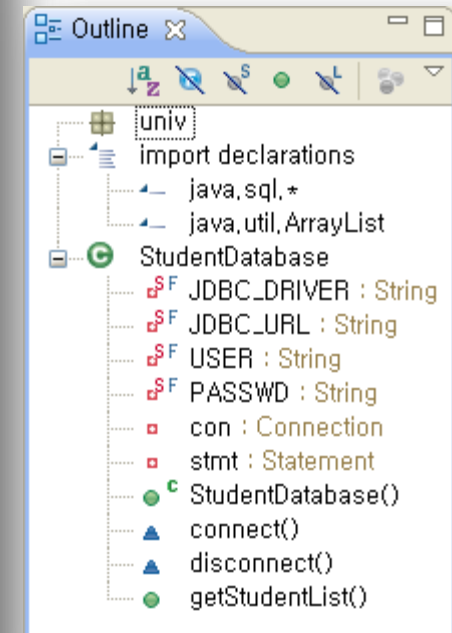 Outline
univ
import declarations
java.sql.*
java.util.ArrayList
StudentDatabase
S F JDBC_DRIVER : String
S F JDBC_URL : String
S F USER : String
S F PASSWD : String
con : Connection
stmt : Statement
C StudentDatabase()
connect()
disconnect()
getStudentList()